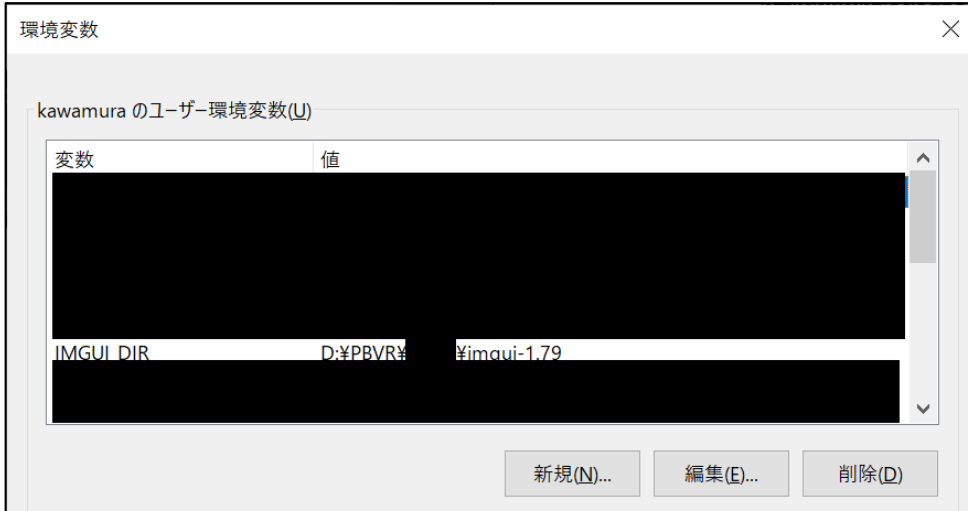 環境変数
kawamura のユーザー環境変数(U)
変数 値
IMGUI_DIR D:¥PBVR¥ ¥imgui-1.79
新規(N)... 編集(E)... 削除(D)